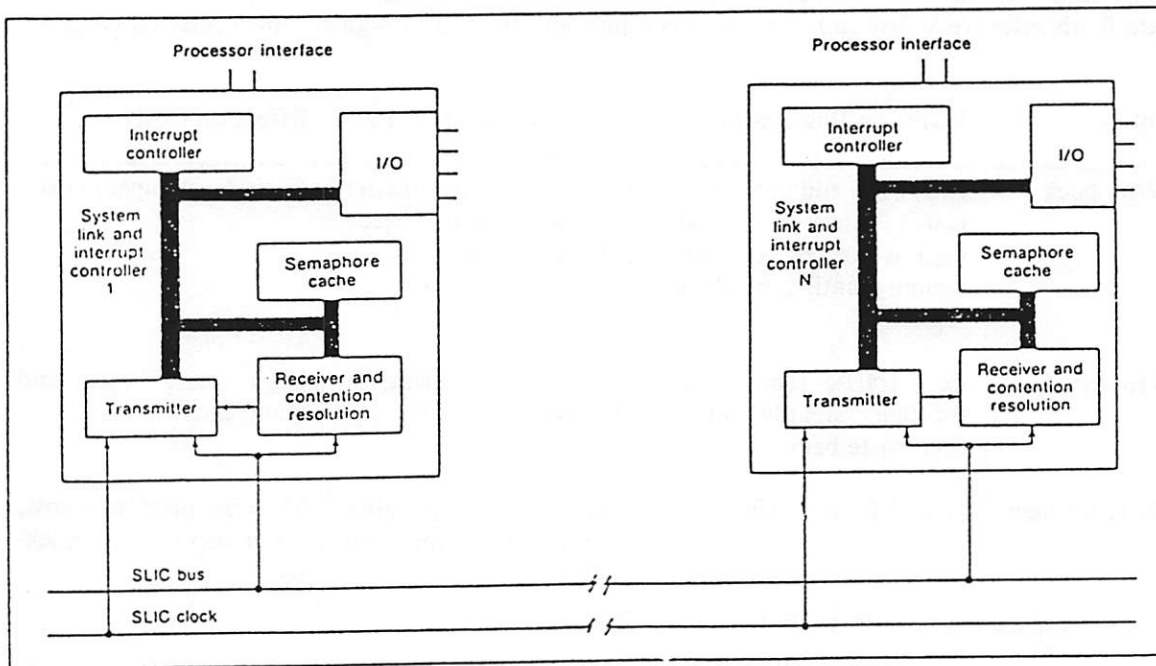 Processor interface
Interrupt
controller
I/O
System
link and
interrupt
controller
1
Semaphore
cache
Transmitter
Receiver and
contention
resolution
Processor interface
Interrupt
controller
I/O
System
link and
interrupt
controller
N
Semaphore
cache
Transmitter
Receiver and
contention
resolution
SLIC bus
SLIC clock